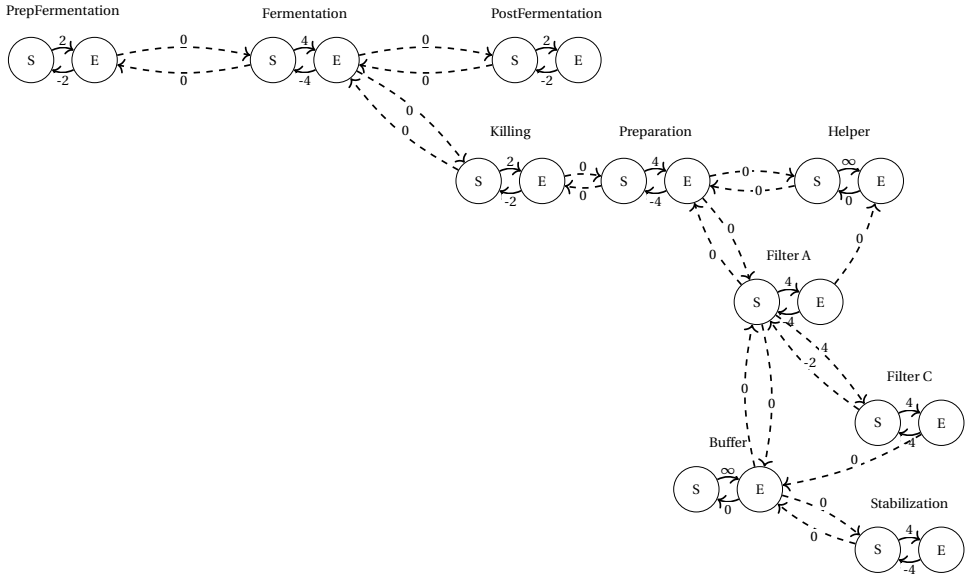 PrepFermentation
Fermentation
PostFermentation
S 2 -2 E
0
0
S 4 -4 E
0
0
S 2 -2 E
0
0
Killing
Preparation
Helper
S 2 -2 E
0
0
S 4 -4 E
0
0
S ∞ 0 E
0
0
0
Filter A
S 4 -4 E
4
-2
0
0
Filter C
S 4 -4 E
0
Buffer
S ∞ 0 E
0
0
Stabilization
S 4 -4 E